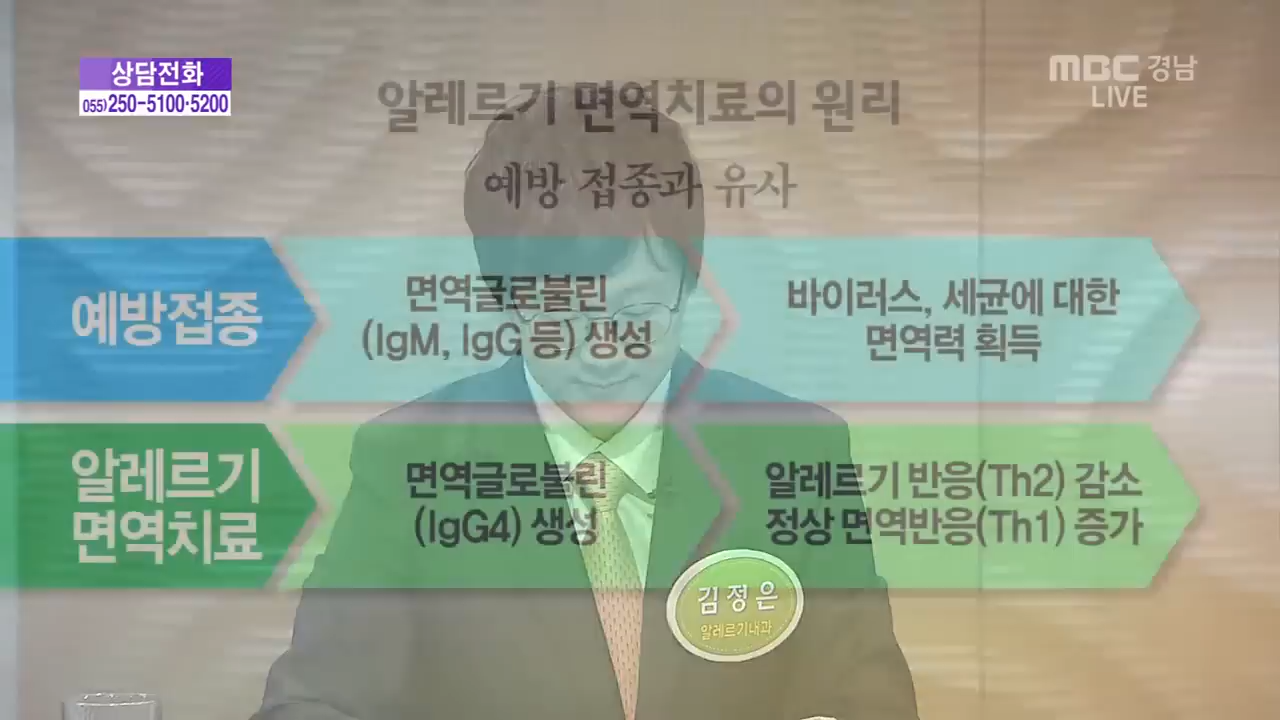 상담전화
055)250-5100·5200
MBC 경남
LIVE
알레르기 면역치료의 원리
예방 접종과 유사
예방접종
면역글로불린
(IgM, IgG 등) 생성
바이러스, 세균에 대한
면역력 획득
알레르기
면역치료
면역글로불린
(IgG4) 생성
알레르기 반응(Th2) 감소
정상 면역반응(Th1) 증가
김정은
알레르기내과